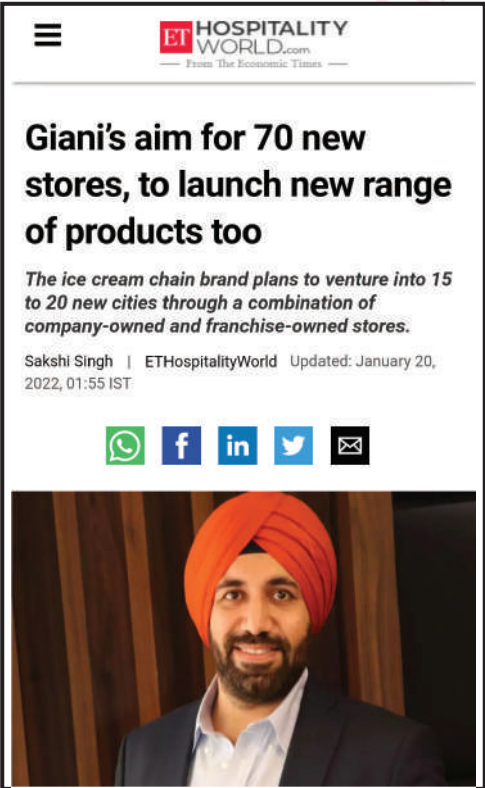 ET HOSPITALITY
WORLD.com
From The Economic Times
Giani's aim for 70 new
stores, to launch new range
of products too
The ice cream chain brand plans to venture into 15
to 20 new cities through a combination of
company-owned and franchise-owned stores.
Sakshi Singh | ETHospitalityWorld Updated: January 20,
2022, 01:55 IST
f in